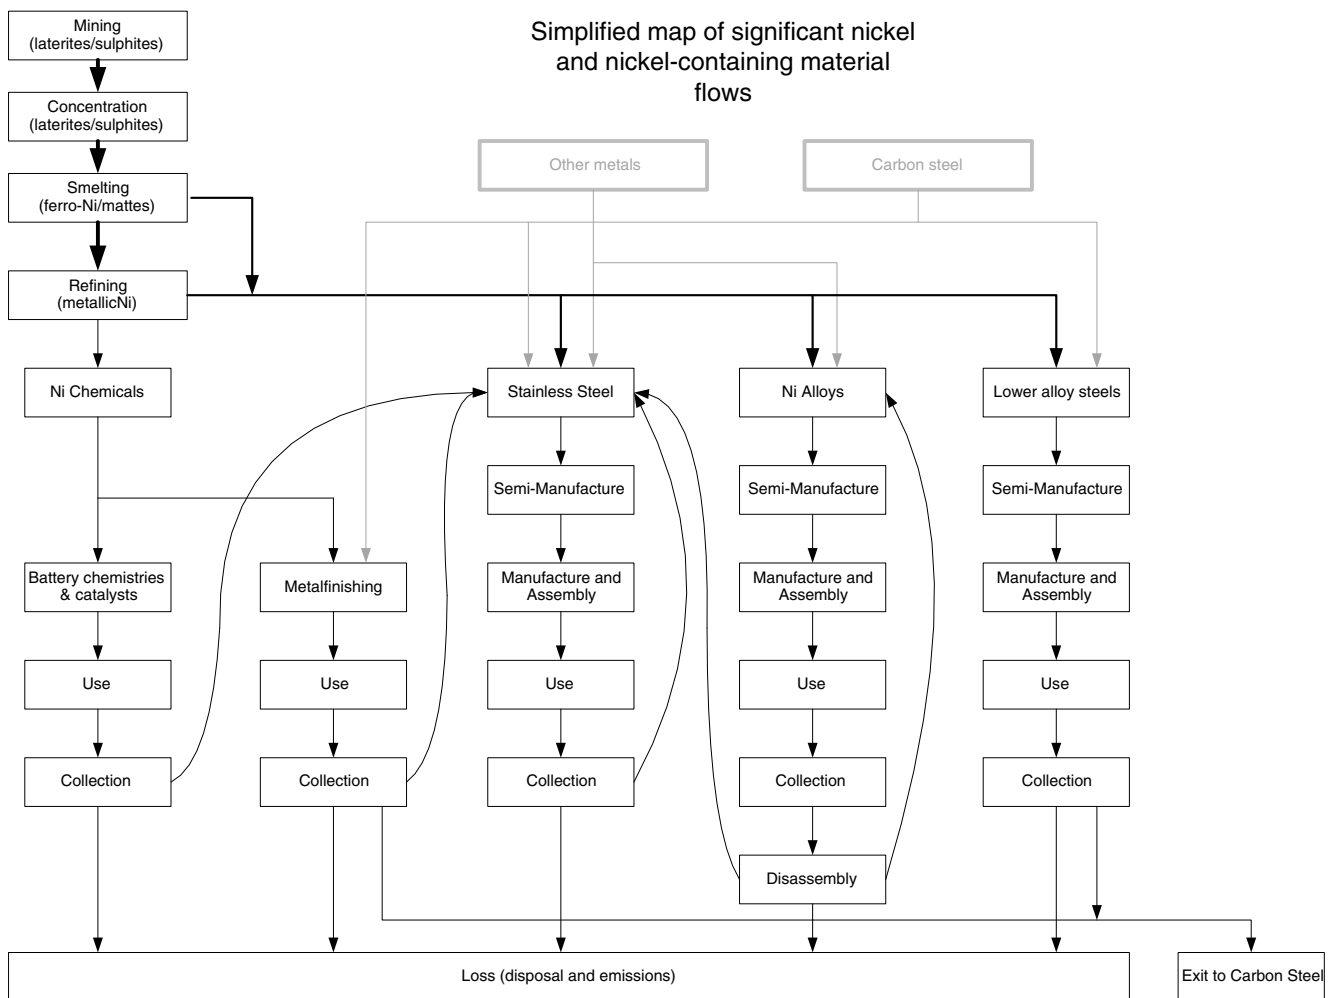 Mining
(laterites/sulphites)
Simplified map of significant nickel
and nickel-containing material
flows
Concentration
(laterites/sulphites)
Other metals
Carbon steel
Smelting
(ferro-Ni/mattes)
Refining
(metallicNi)
Ni Chemicals
Stainless Steel
Ni Alloys
Lower alloy steels
Semi-Manufacture
Semi-Manufacture
Semi-Manufacture
Battery chemistries
& catalysts
Metalfinishing
Manufacture and
Assembly
Manufacture and
Assembly
Manufacture and
Assembly
Use
Use
Use
Use
Use
Collection
Collection
Collection
Collection
Collection
Disassembly
Loss (disposal and emissions)
Exit to Carbon Steel